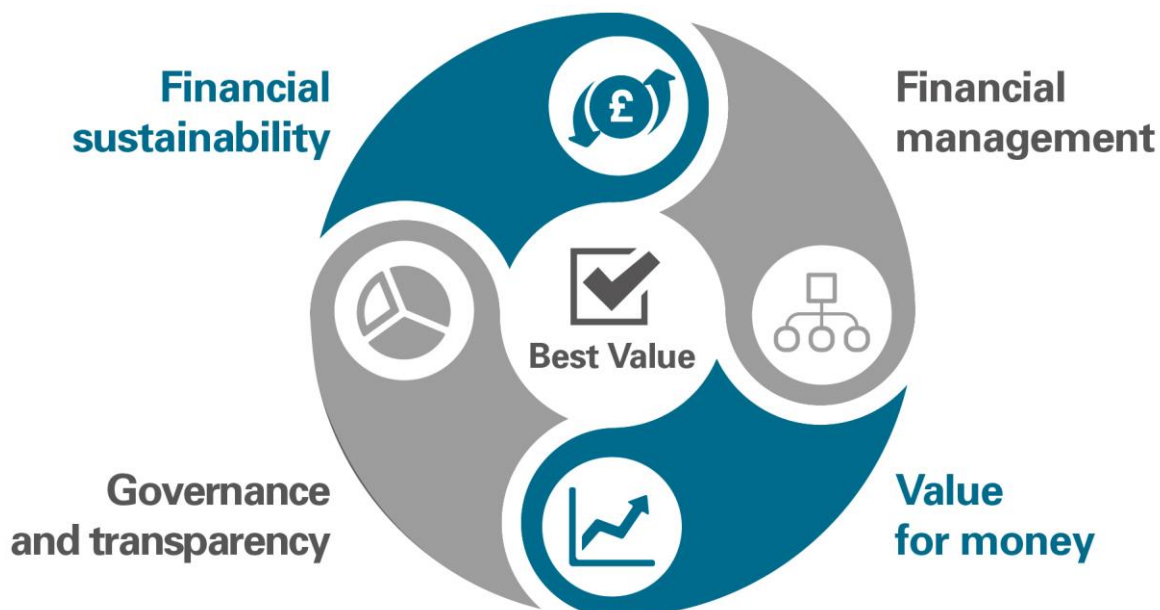 Financial
sustainability
Financial
management
£
Best Value
Governance
and transparency
Value
for money